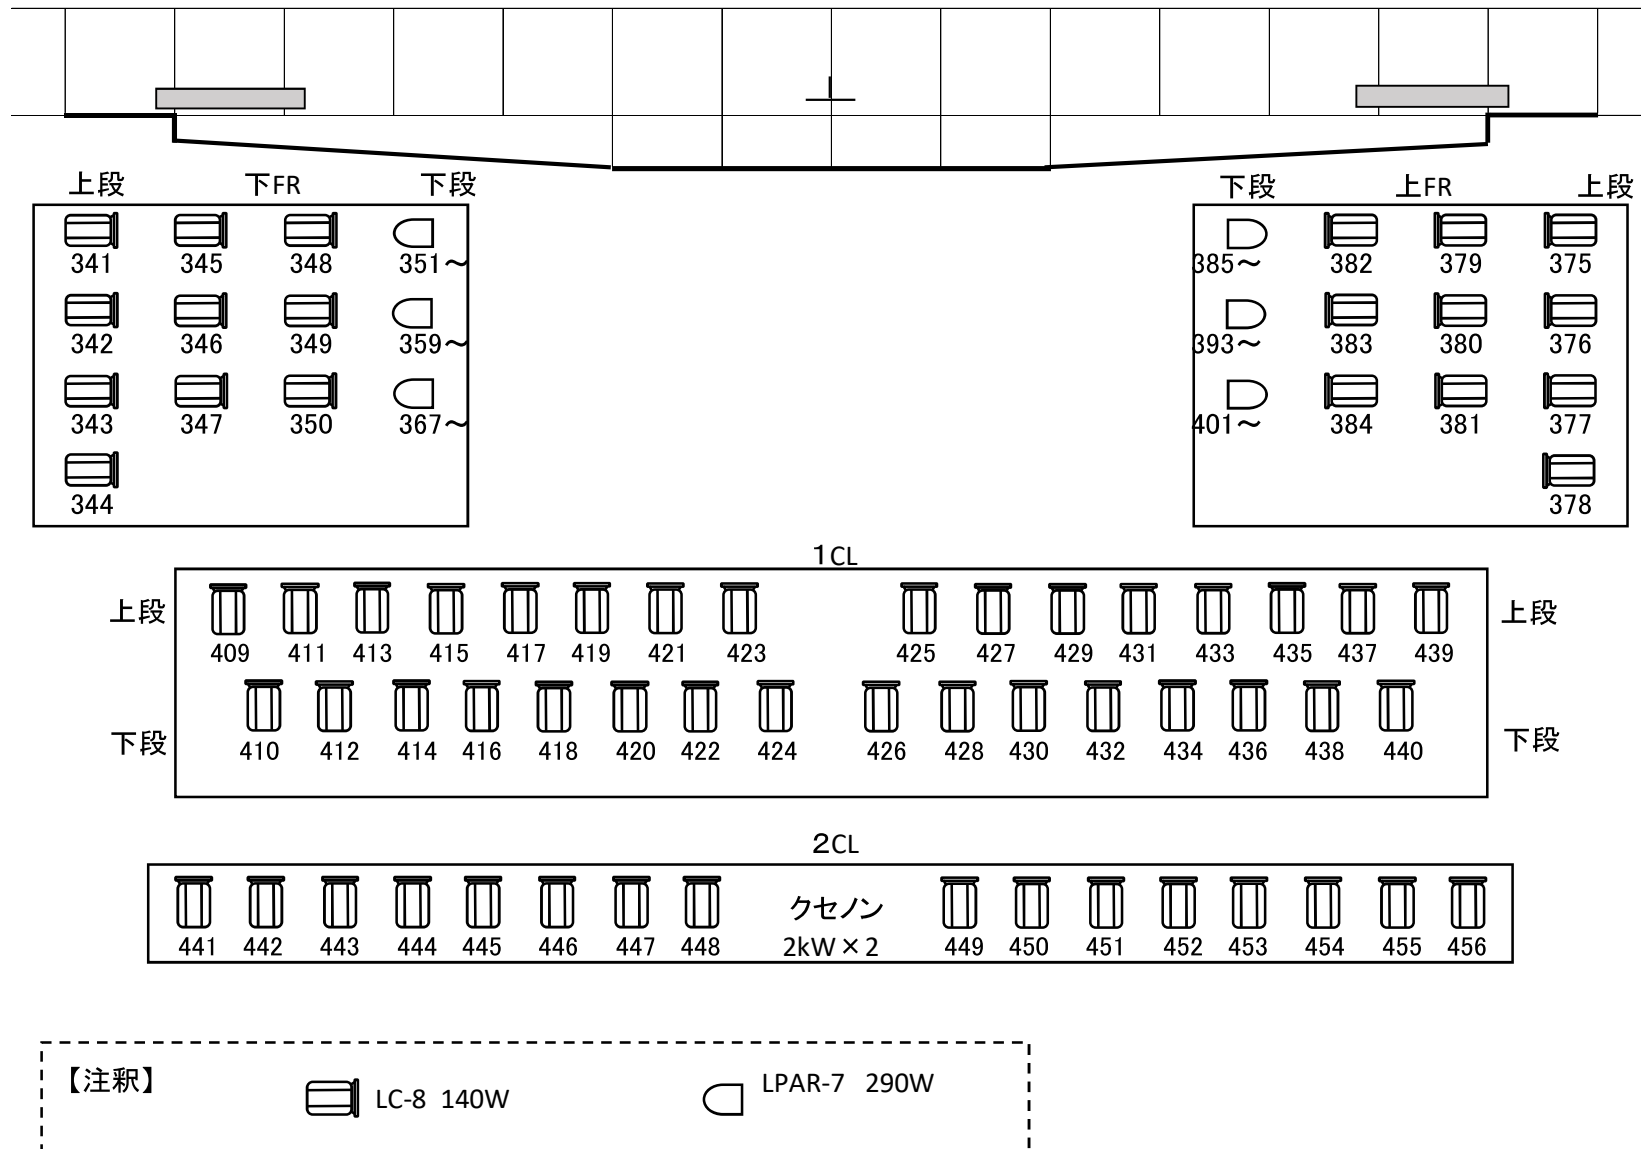 上段 下FR 下段 下段 上FR 上段
341 345 348 351～ 385～ 382 379 375
342 346 349 359～ 393～ 383 380 376
343 347 350 367～ 401～ 384 381 377
344 378
1CL
上段 上段
409 411 413 415 417 419 421 423 425 427 429 431 433 435 437 439
下段 下段
410 412 414 416 418 420 422 424 426 428 430 432 434 436 438 440
2CL
クセノン
441 442 443 444 445 446 447 448 2kW×2 449 450 451 452 453 454 455 456
【注釈】 LC-8 140W LPAR-7 290W